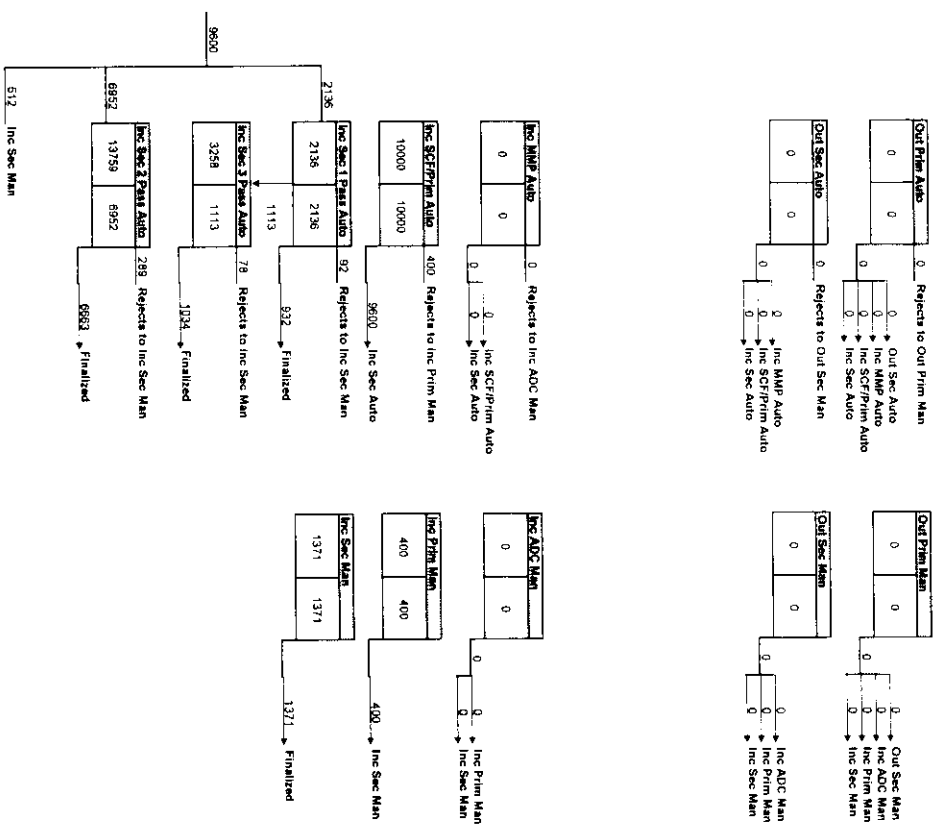 Out Prim Auto
0 0
0 Rejects to Out Prim Man
0
0 Out Sec Auto
0 Inc MMP Auto
0 Inc SCF/Prim Auto
0 Inc Sec Auto
Out Prim Man
0 0
0
0 Out Sec Man
0 Inc ADC Man
0 Inc Prim Man
0 Inc Sec Man
Out Sec Auto
0 0
0 Rejects to Out Sec Man
0
0 Inc MMP Auto
0 Inc SCF/Prim Auto
0 Inc Sec Auto
Out Sec Man
0 0
0
0 Inc ADC Man
0 Inc Prim Man
0 Inc Sec Man
Inc MMP Auto
0 0
0 Rejects to Inc ADC Man
0
0 Inc SCF/Prim Auto
0 Inc Sec Auto
Inc ADC Man
0 0
0
0 Inc Prim Man
0 Inc Sec Man
Inc SCF/Prim Auto
10000 10000
400 Rejects to Inc Prim Man
9600 Inc Sec Auto
Inc Prim Man
400 400
400 Inc Sec Man
9600
2136
Inc Sec 1 Pass Auto
2136 2136
92 Rejects to Inc Sec Man
932 Finalized
1113
Inc Sec Man
1371 1371
1371 Finalized
Inc Sec 3 Pass Auto
3258 1113
78 Rejects to Inc Sec Man
1034 Finalized
6952
Inc Sec 2 Pass Auto
13759 6952
289 Rejects to Inc Sec Man
6663 Finalized
512 Inc Sec Man